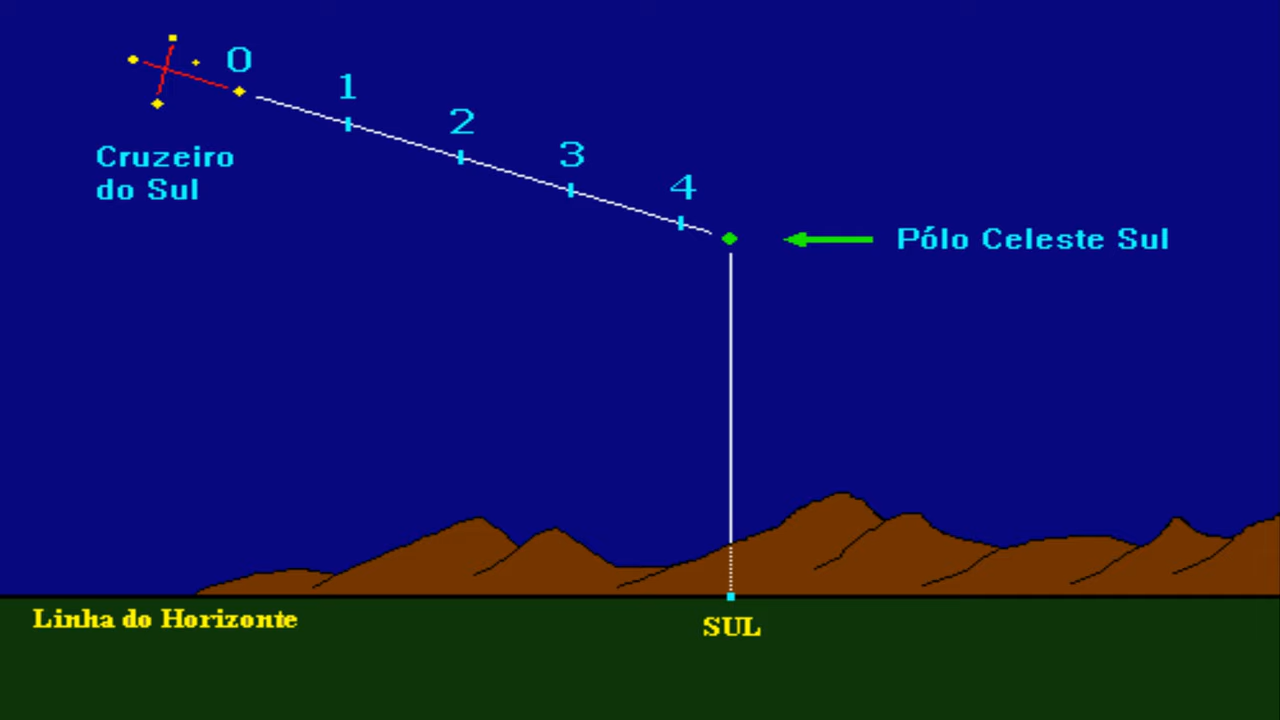 0
1
2
3
4
Cruzeiro
do Sul
Pólo Celeste Sul
Linha do Horizonte
SUL